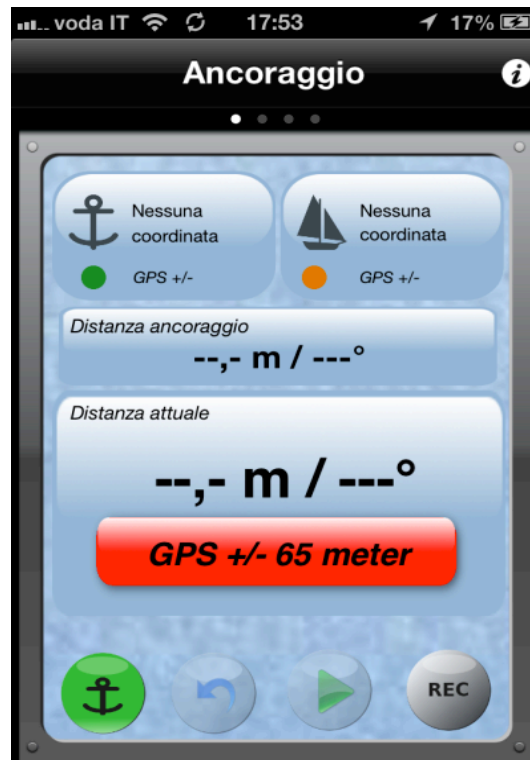 voda IT 17:53 17%
Ancoraggio
Nessuna
coordinata
GPS +/-
Nessuna
coordinata
GPS +/-
Distanza ancoraggio
--,- m / ---°
Distanza attuale
--,- m / ---°
GPS +/- 65 meter
REC